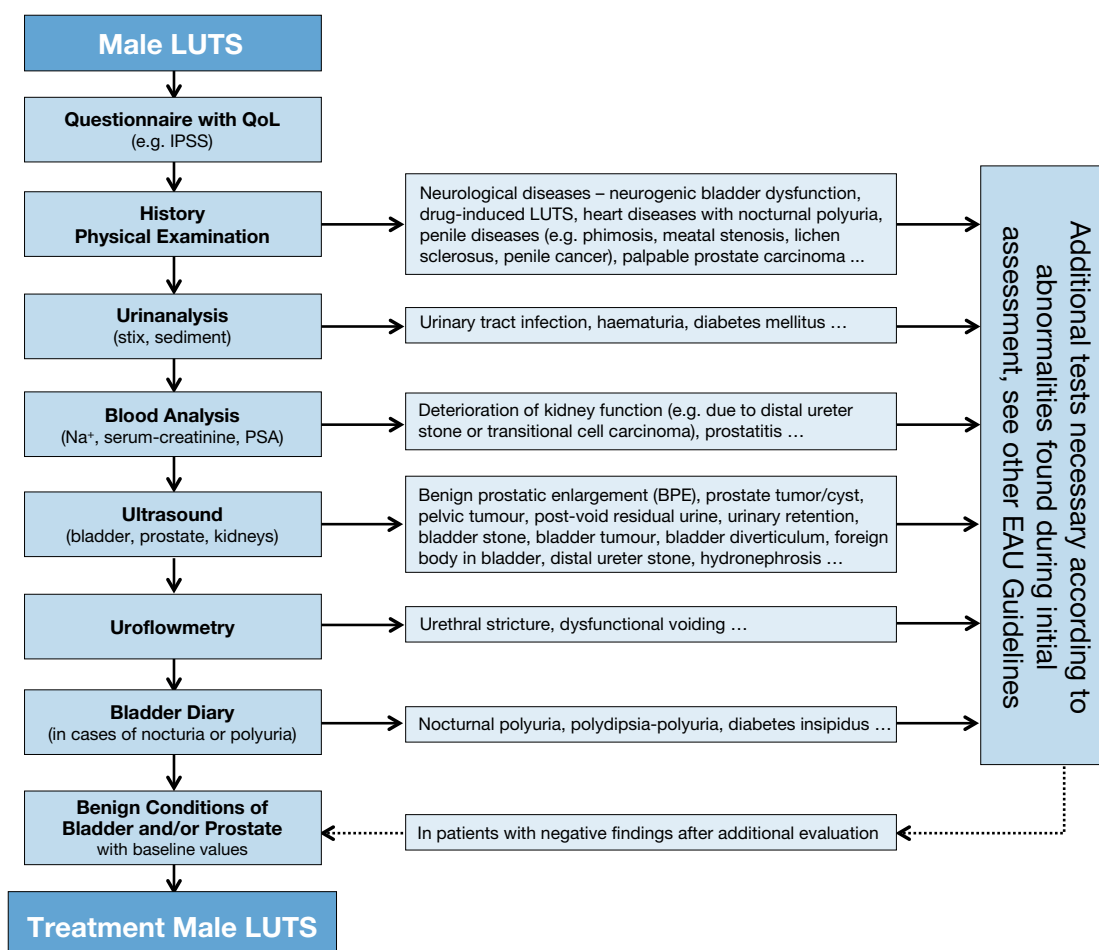 Male LUTS
Questionnaire with QoL
(e.g. IPSS)
History
Physical Examination
Neurological diseases – neurogenic bladder dysfunction,
drug-induced LUTS, heart diseases with nocturnal polyuria,
penile diseases (e.g. phimosis, meatal stenosis, lichen
sclerosus, penile cancer), palpable prostate carcinoma ...
Urinanalysis
(stix, sediment)
Urinary tract infection, haematuria, diabetes mellitus …
Blood Analysis
(Na⁺, serum-creatinine, PSA)
Deterioration of kidney function (e.g. due to distal ureter
stone or transitional cell carcinoma), prostatitis …
Ultrasound
(bladder, prostate, kidneys)
Benign prostatic enlargement (BPE), prostate tumor/cyst,
pelvic tumour, post-void residual urine, urinary retention,
bladder stone, bladder tumour, bladder diverticulum, foreign
body in bladder, distal ureter stone, hydronephrosis …
Uroflowmetry
Urethral stricture, dysfunctional voiding …
Bladder Diary
(in cases of nocturia or polyuria)
Nocturnal polyuria, polydipsia-polyuria, diabetes insipidus …
Additional tests necessary according to
abnormalities found during initial
assessment, see other EAU Guidelines
Benign Conditions of
Bladder and/or Prostate
with baseline values
In patients with negative findings after additional evaluation
Treatment Male LUTS